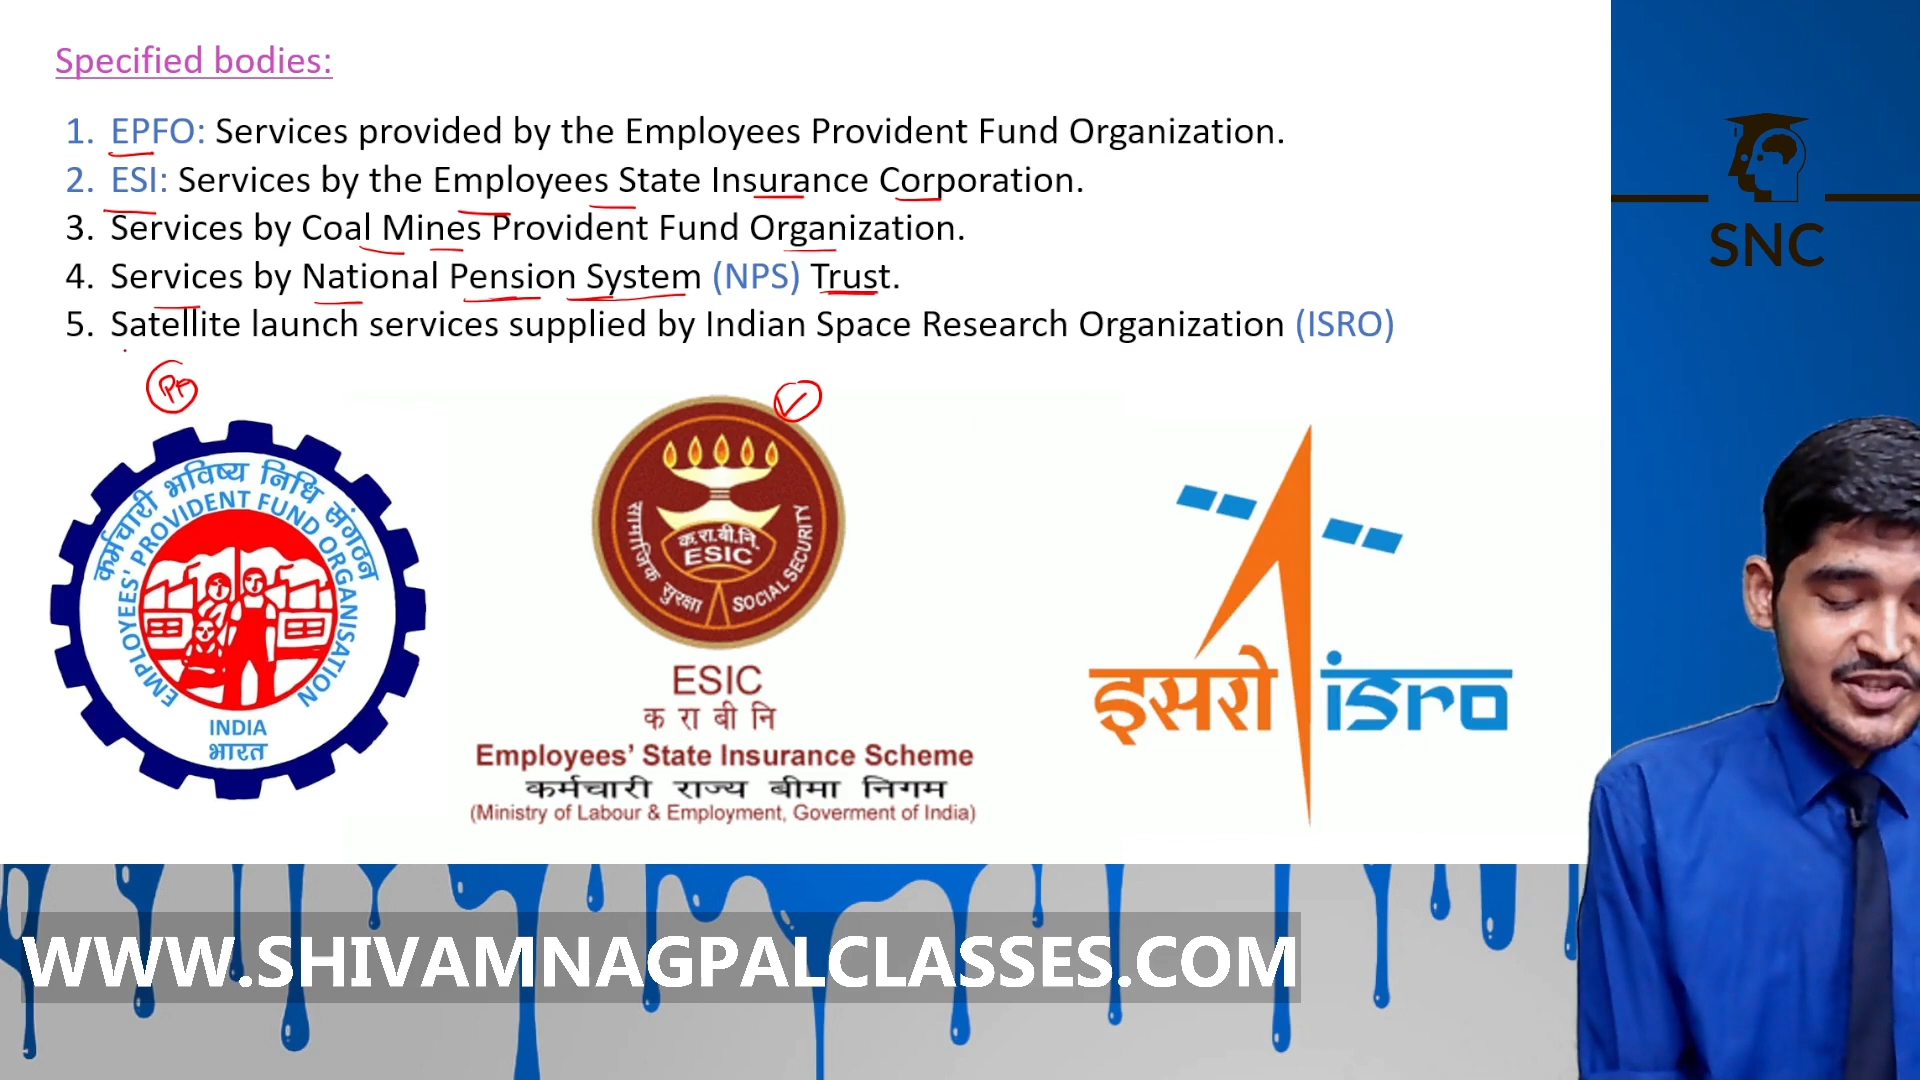 Specified bodies:
1. EPFO: Services provided by the Employees Provident Fund Organization.
2. ESI: Services by the Employees State Insurance Corporation.
3. Services by Coal Mines Provident Fund Organization.
4. Services by National Pension System (NPS) Trust.
5. Satellite launch services supplied by Indian Space Research Organization (ISRO)
SNC
कर्मचारी भविष्य निधि संगठन
EMPLOYEES' PROVIDENT FUND ORGANISATION
INDIA
भारत
सामाजिक सुरक्षा
क.रा.बी.नि.
ESIC
SOCIAL SECURITY
ESIC
क रा बी नि
Employees' State Insurance Scheme
कर्मचारी राज्य बीमा निगम
(Ministry of Labour & Employment, Goverment of India)
इसरो isro
WWW.SHIVAMNAGPALCLASSES.COM